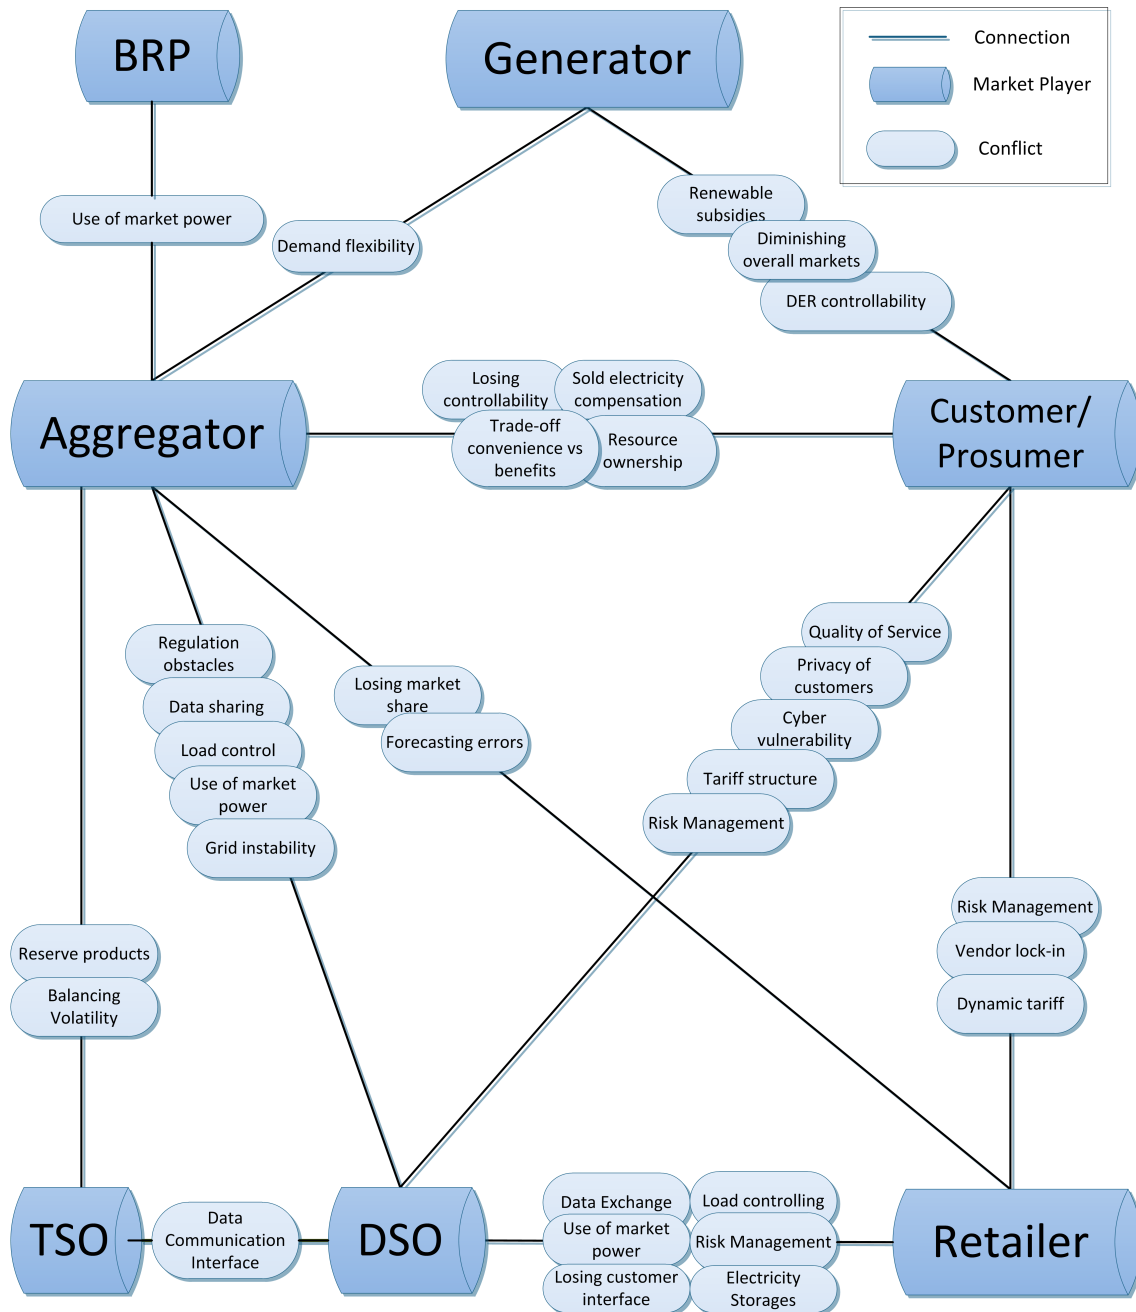 BRP
Generator
Connection
Market Player
Conflict
Use of market power
Demand flexibility
Renewable
subsidies
Diminishing
overall markets
DER controllability
Aggregator
Losing
controllability
Sold electricity
compensation
Trade-off
convenience vs
benefits
Resource
ownership
Customer/
Prosumer
Regulation
obstacles
Data sharing
Load control
Use of market
power
Grid instability
Losing market
share
Forecasting errors
Quality of Service
Privacy of
customers
Cyber
vulnerability
Tariff structure
Risk Management
Risk Management
Vendor lock-in
Dynamic tariff
Reserve products
Balancing
Volatility
TSO
Data
Communication
Interface
DSO
Data Exchange
Use of market
power
Losing customer
interface
Load controlling
Risk Management
Electricity
Storages
Retailer